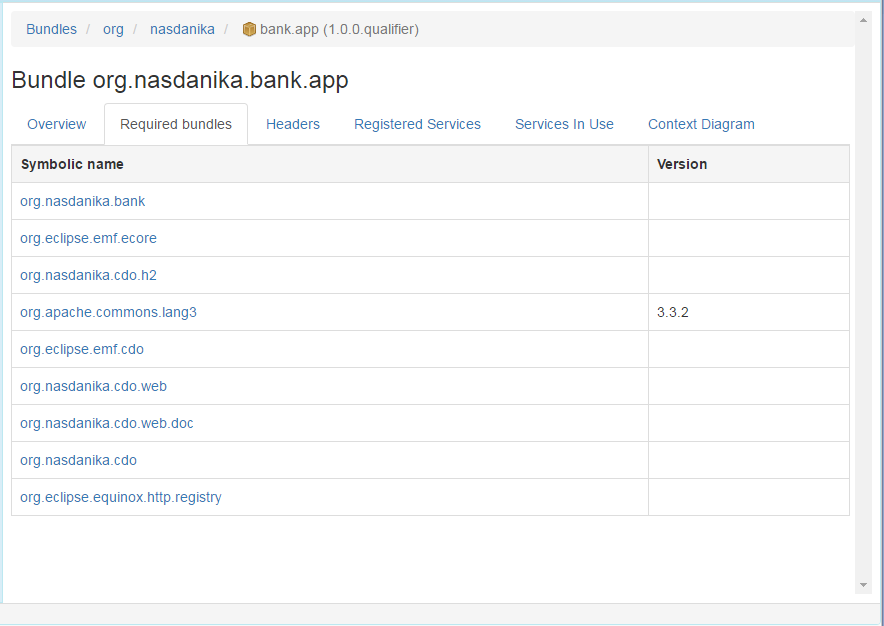 Bundles / org / nasdanika / bank.app (1.0.0.qualifier)
Bundle org.nasdanika.bank.app
Overview Required bundles Headers Registered Services Services In Use Context Diagram
Symbolic name Version
org.nasdanika.bank
org.eclipse.emf.ecore
org.nasdanika.cdo.h2
org.apache.commons.lang3 3.3.2
org.eclipse.emf.cdo
org.nasdanika.cdo.web
org.nasdanika.cdo.web.doc
org.nasdanika.cdo
org.eclipse.equinox.http.registry